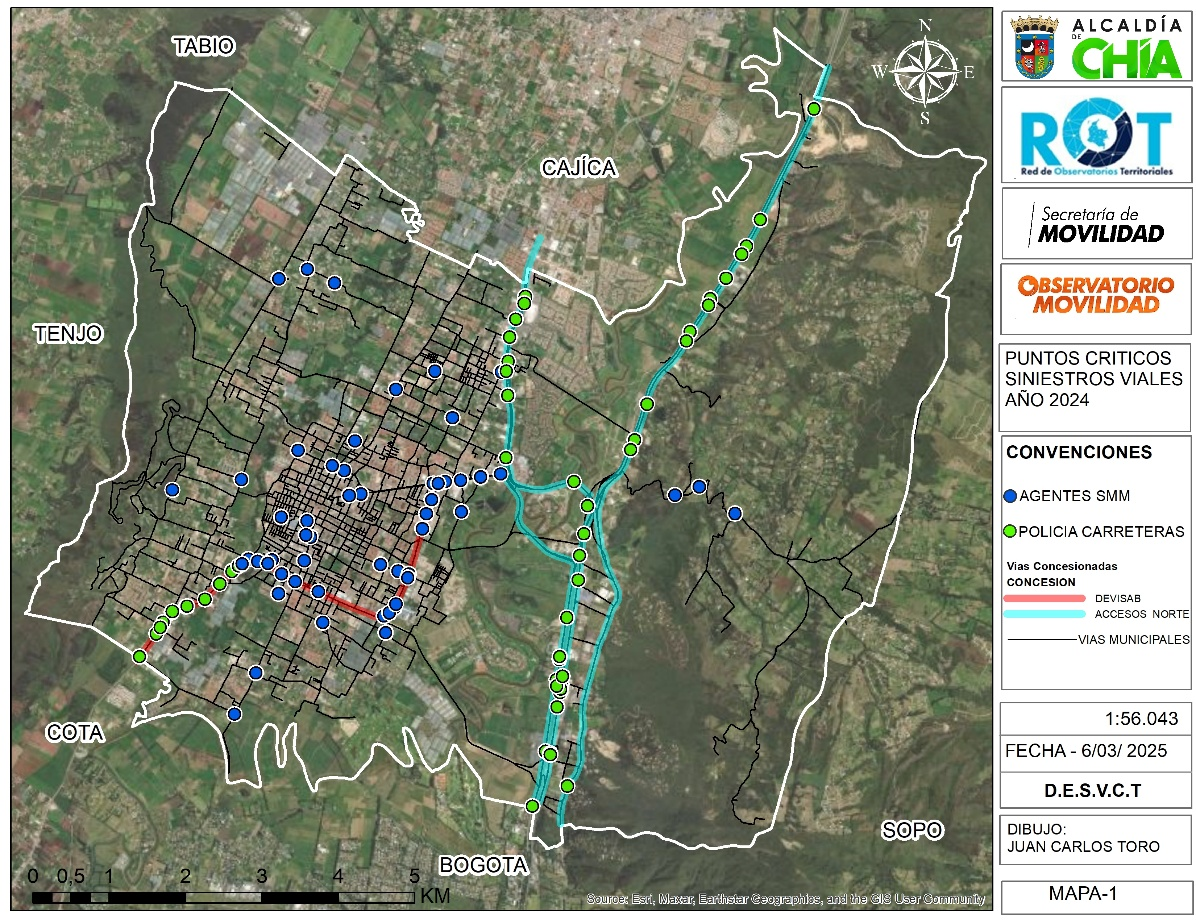 TABIO
CAJÍCA
TENJO
COTA
BOGOTA
SOPO
N
W
E
S
0 0,5 1 2 3 4 5
KM
Source: Esri, Maxar, Earthstar Geographics, and the GIS User Community
ALCALDÍA
DE
CHÍA
ROT
Red de Observatorios Territoriales
Secretaría de
MOVILIDAD
OBSERVATORIO
MOVILIDAD
PUNTOS CRITICOS
SINIESTROS VIALES
AÑO 2024
CONVENCIONES
AGENTES SMM
POLICIA CARRETERAS
Vias Concesionadas
CONCESION
DEVISAB
ACCESOS NORTE
VIAS MUNICIPALES
1:56.043
FECHA - 6/03/ 2025
D.E.S.V.C.T
DIBUJO:
JUAN CARLOS TORO
MAPA-1